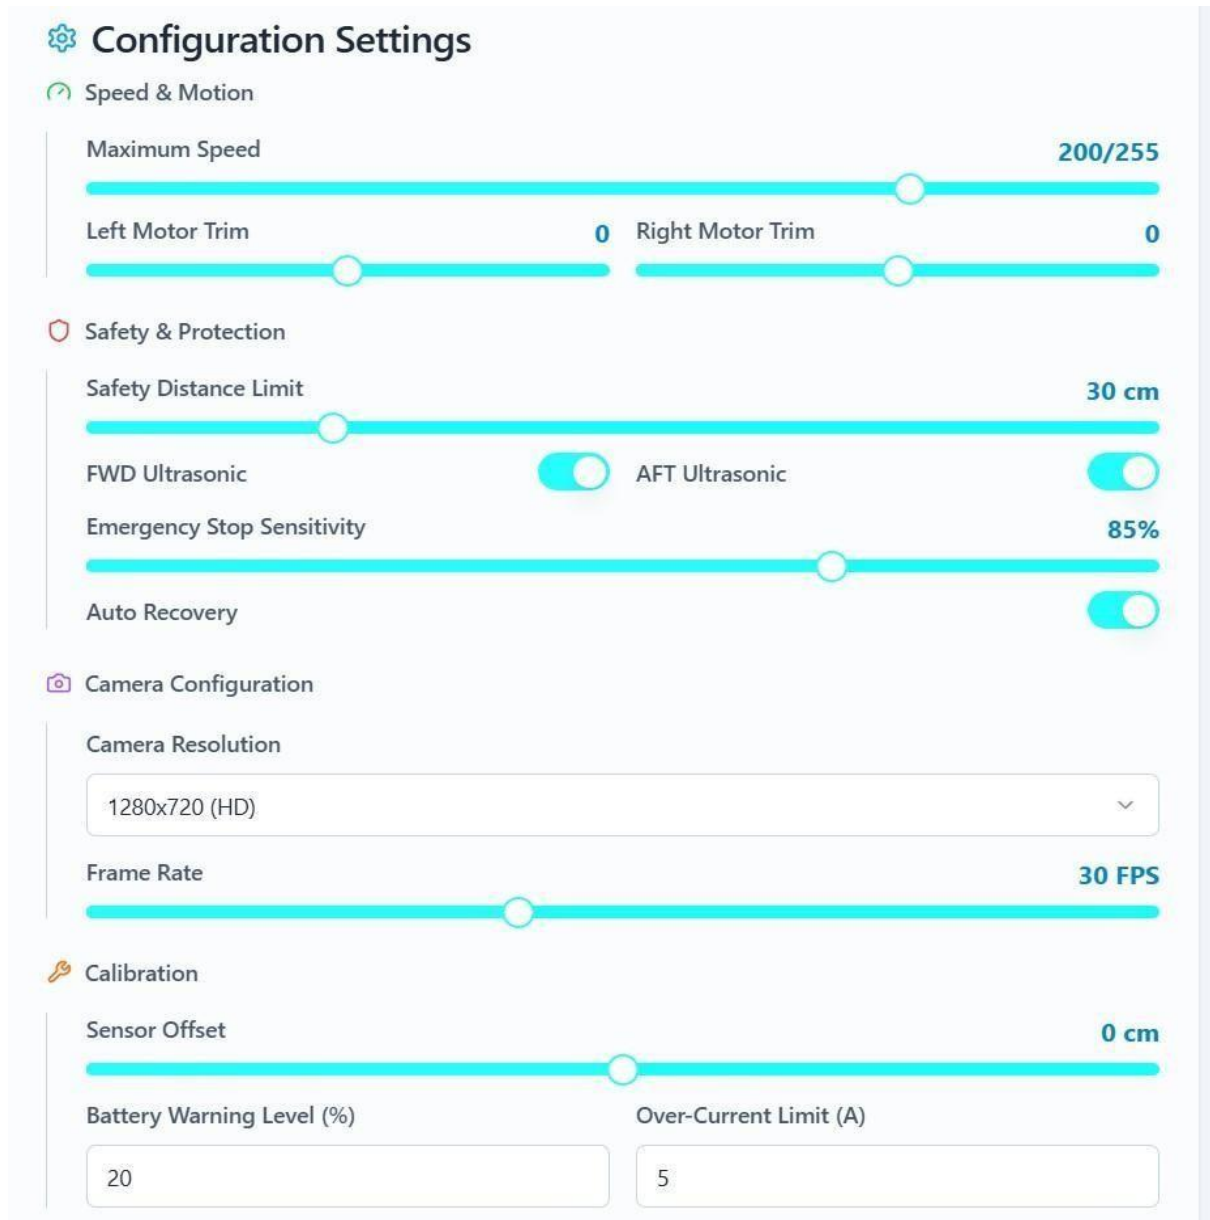 Configuration Settings
Speed & Motion
Maximum Speed 200/255
Left Motor Trim 0 Right Motor Trim 0
Safety & Protection
Safety Distance Limit 30 cm
FWD Ultrasonic AFT Ultrasonic
Emergency Stop Sensitivity 85%
Auto Recovery
Camera Configuration
Camera Resolution
1280x720 (HD)
Frame Rate 30 FPS
Calibration
Sensor Offset 0 cm
Battery Warning Level (%) Over-Current Limit (A)
20 5